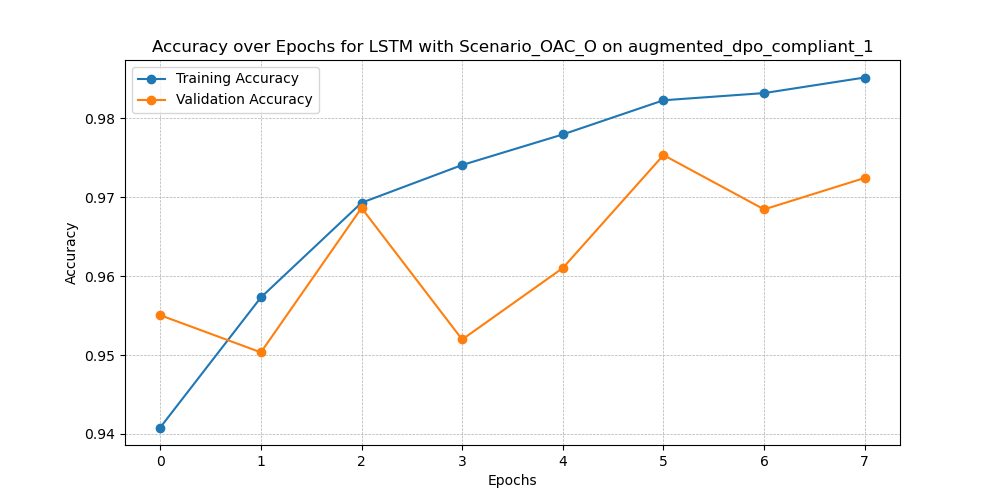 Accuracy over Epochs for LSTM with Scenario_OAC_O on augmented_dpo_compliant_1
Training Accuracy
Validation Accuracy
0.98
0.97
0.96
0.95
0.94
Accuracy
0 1 2 3 4 5 6 7
Epochs